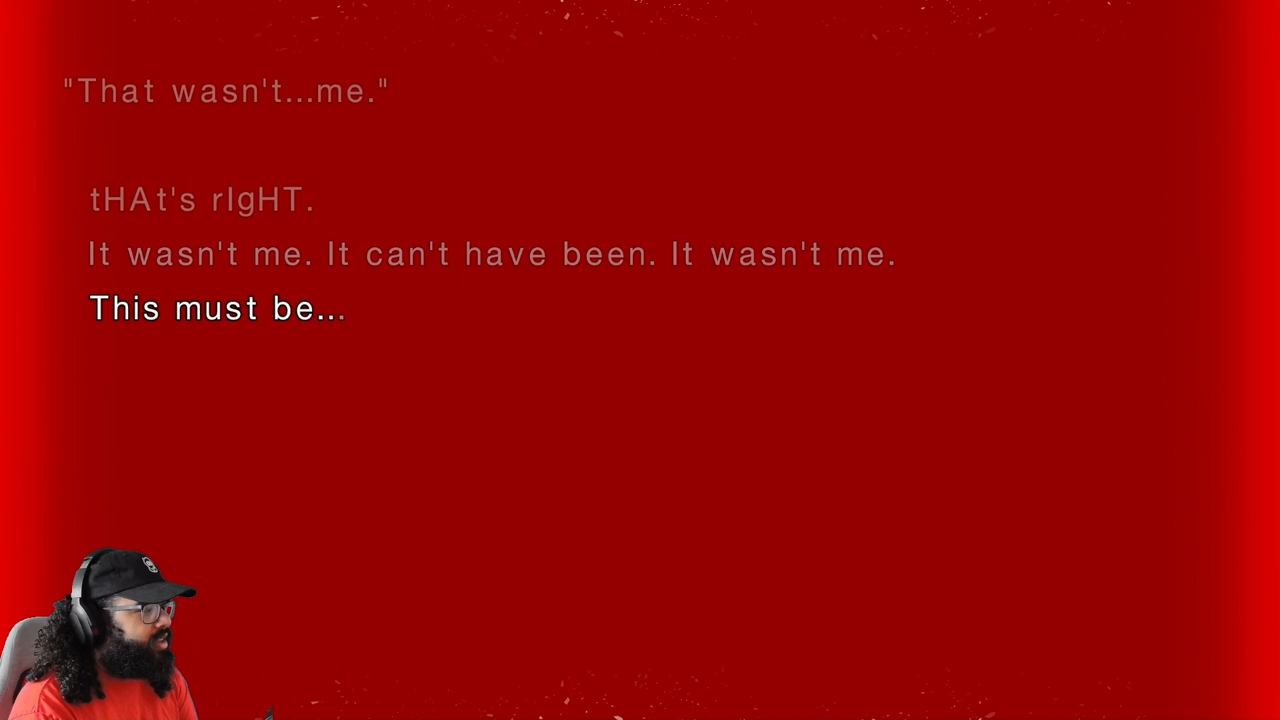 "That wasn't...me."
tHAt's rIgHT.
It wasn't me. It can't have been. It wasn't me.
This must be...